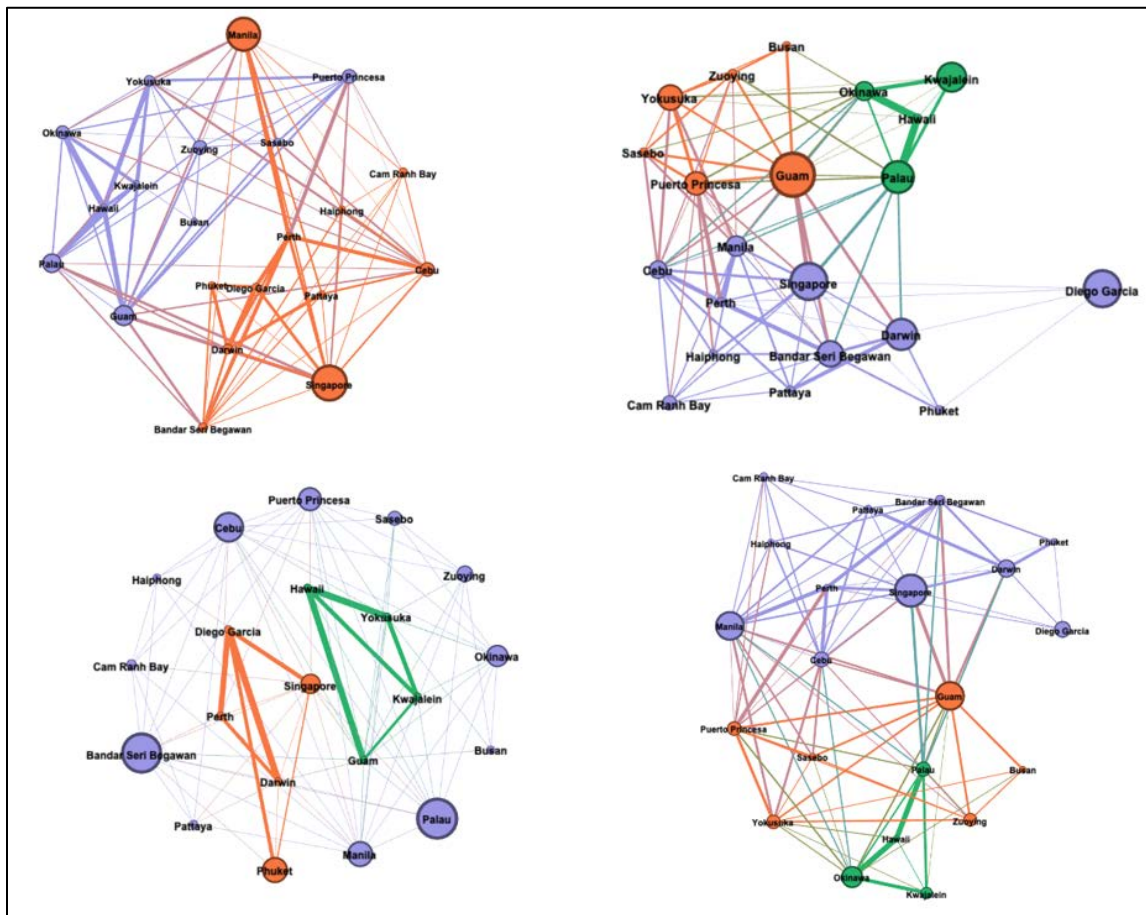 Manila
Yokusuka
Puerto Princesa
Okinawa
Zuoying
Sasebo
Cam Ranh Bay
Kwajalein
Hawaii
Haiphong
Busan
Perth
Palau
Cebu
Phuket
Diego Garcia
Pattaya
Guam
Darwin
Singapore
Bandar Seri Begawan
Busan
Zuoying
Kwajalein
Okinawa
Yokusuka
Hawaii
Sasebo
Guam
Palau
Puerto Princesa
Manila
Cebu
Singapore
Diego Garcia
Perth
Darwin
Haiphong
Bandar Seri Begawan
Pattaya
Cam Ranh Bay
Phuket
Puerto Princesa
Sasebo
Cebu
Haiphong
Zuoying
Hawaii
Yokusuka
Diego Garcia
Okinawa
Cam Ranh Bay
Singapore
Kwajalein
Perth
Bandar Seri Begawan
Busan
Guam
Darwin
Pattaya
Palau
Manila
Phuket
Cam Ranh Bay
Bandar Seri Begawan
Pattaya
Haiphong
Phuket
Darwin
Perth
Singapore
Manila
Diego Garcia
Cebu
Guam
Puerto Princesa
Sasebo
Palau
Busan
Yokusuka
Zuoying
Hawaii
Okinawa
Kwajalein